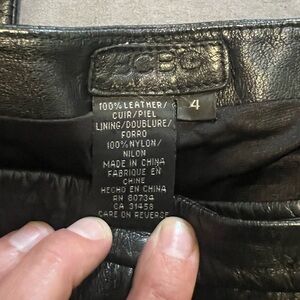 BCBG
100% LEATHER/
CUIR/PIEL
LINING/DOUBLURE/
FORRO
100% NYLON/
NILON
MADE IN CHINA
FABRIQUE EN
CHINE
HECHO EN CHINA
RN 80734
CA 31458
CARE ON REVERSE
4